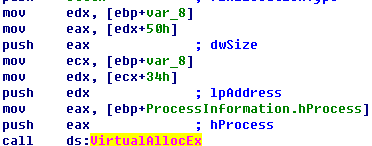 mov edx, [ebp+var_8]
mov eax, [edx+50h]
push eax ; dwSize
mov ecx, [ebp+var_8]
mov edx, [ecx+34h]
push edx ; lpAddress
mov eax, [ebp+ProcessInformation.hProcess]
push eax ; hProcess
call ds:VirtualAllocEx